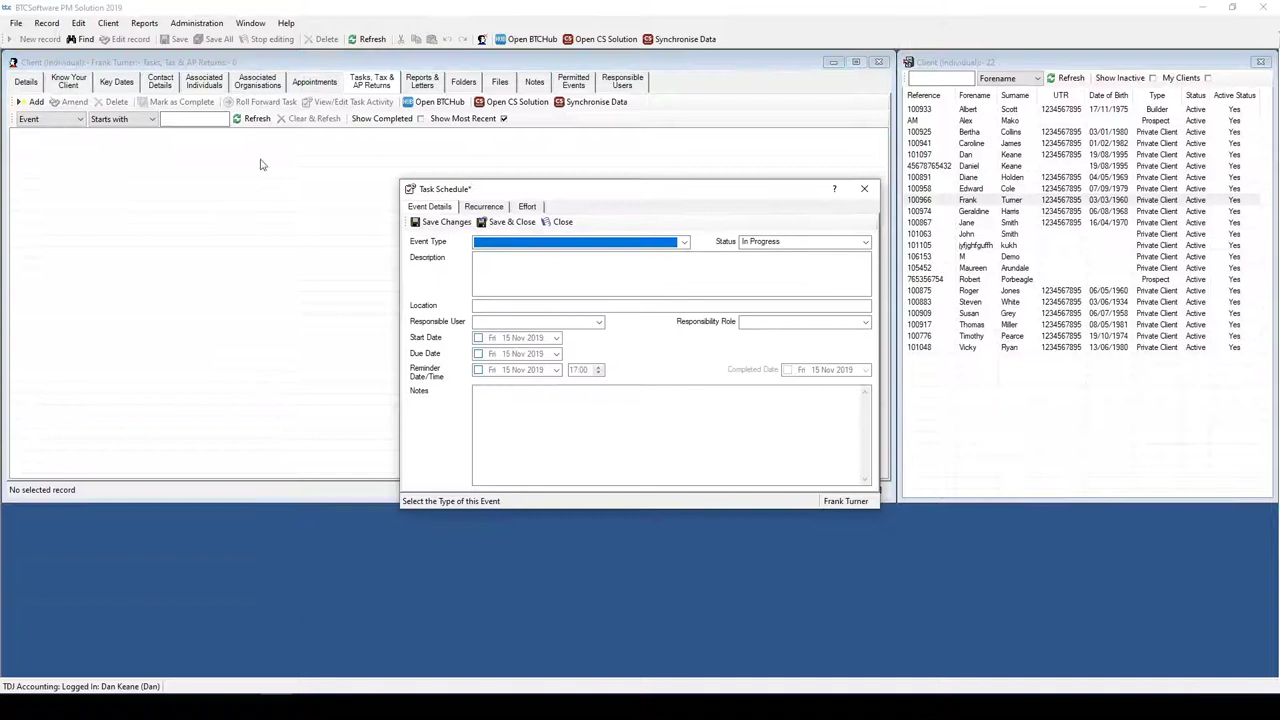 BTCSoftware PM Solution 2019
File Record Edit Client Reports Administration Window Help
New record Find Edit record Save Save All Stop editing Delete Refresh Open BTCHub Open CS Solution Synchronise Data
Client (Individual):- Frank Turner:- Tasks, Tax & AP Returns:- 0
Details Know Your Client Key Dates Contact Details Associated Individuals Associated Organisations Appointments Tasks, Tax & AP Returns Reports & Letters Folders Files Notes Permitted Events Responsible Users
Add Amend Delete Mark as Complete Roll Forward Task View/Edit Task Activity Open BTCHub Open CS Solution Synchronise Data
Event Starts with Refresh Clear & Refesh Show Completed Show Most Recent
No selected record
Task Schedule*
Event Details Recurrence Effort
Save Changes Save & Close Close
Event Type Status In Progress
Description
Location
Responsible User Responsibility Role
Start Date Fri 15 Nov 2019
Due Date Fri 15 Nov 2019
Reminder Date/Time Fri 15 Nov 2019 17:00 Completed Date Fri 15 Nov 2019
Notes
Select the Type of this Event Frank Turner
Client (Individual):- 22
Forename Refresh Show Inactive My Clients
Reference Forename Surname UTR Date of Birth Type Status Active Status
100933 Albert Scott 1234567895 17/11/1975 Builder Active Yes
AM Alex Mako Prospect Active Yes
100925 Bertha Collins 1234567895 03/01/1980 Private Client Active Yes
100941 Caroline James 1234567895 01/02/1982 Private Client Active Yes
101097 Dan Keane 1234567895 19/08/1995 Private Client Active Yes
45678765432 Daniel Keane 19/08/1995 Private Client Active Yes
100891 Diane Holden 1234567895 04/05/1969 Private Client Active Yes
100958 Edward Cole 1234567895 07/09/1979 Private Client Active Yes
100966 Frank Turner 1234567895 03/03/1960 Private Client Active Yes
100974 Geraldine Harris 1234567895 06/08/1968 Private Client Active Yes
100867 Jane Smith 1234567895 16/04/1970 Private Client Active Yes
101063 John Smith Private Client Active Yes
101105 jyfjghfguffh kukh Private Client Active Yes
106153 M Demo Private Client Active Yes
105452 Maureen Arundale Private Client Active Yes
765356754 Robert Porbeagle Prospect Active Yes
100875 Roger Jones 1234567895 06/05/1960 Private Client Active Yes
100883 Steven White 1234567895 03/06/1934 Private Client Active Yes
100909 Susan Grey 1234567895 06/07/1958 Private Client Active Yes
100917 Thomas Miller 1234567895 08/05/1981 Private Client Active Yes
100776 Timothy Pearce 1234567895 19/10/1974 Private Client Active Yes
101048 Vicky Ryan 1234567895 13/06/1980 Private Client Active Yes
TDJ Accounting: Logged In: Dan Keane (Dan)